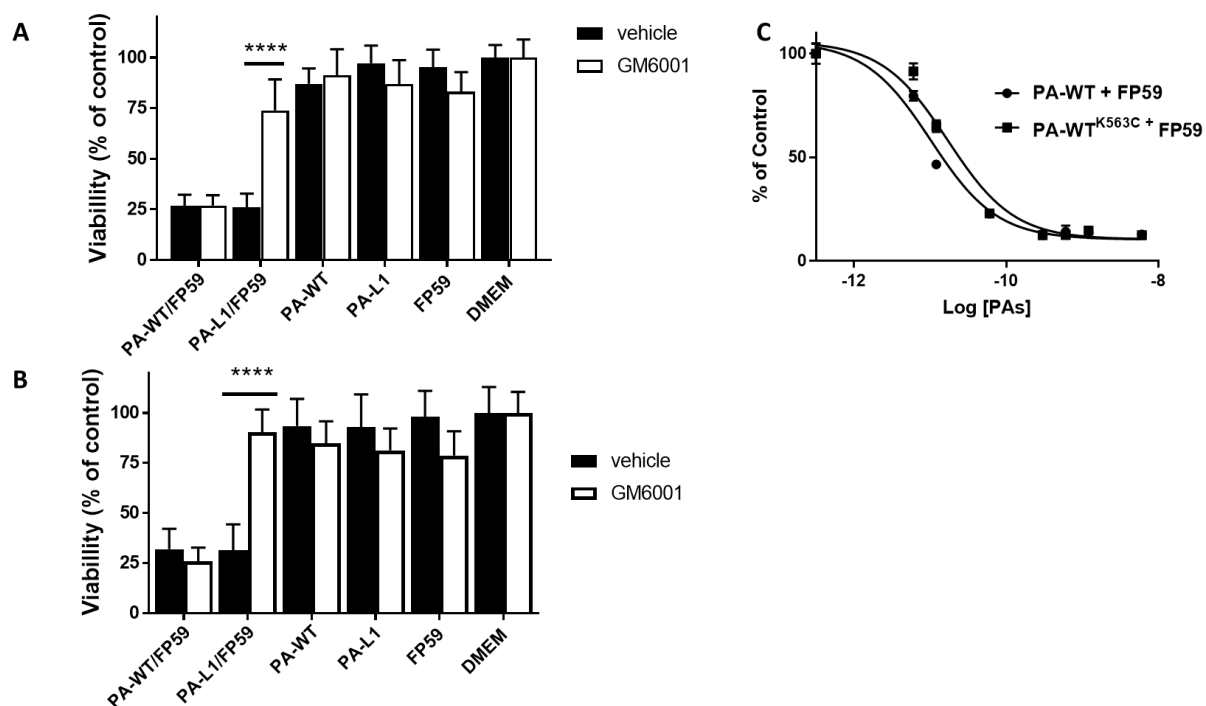 A
Viabillity (% of control)
100
75
50
25
0
****
vehicle
GM6001
PA-WT/FP59
PA-L1/FP59
PA-WT
PA-L1
FP59
DMEM
B
Viabillity (% of control)
100
75
50
25
0
****
vehicle
GM6001
PA-WT/FP59
PA-L1/FP59
PA-WT
PA-L1
FP59
DMEM
C
% of Control
100
50
0
PA-WT + FP59
PA-WTK563C + FP59
-12
-10
-8
Log [PAs]